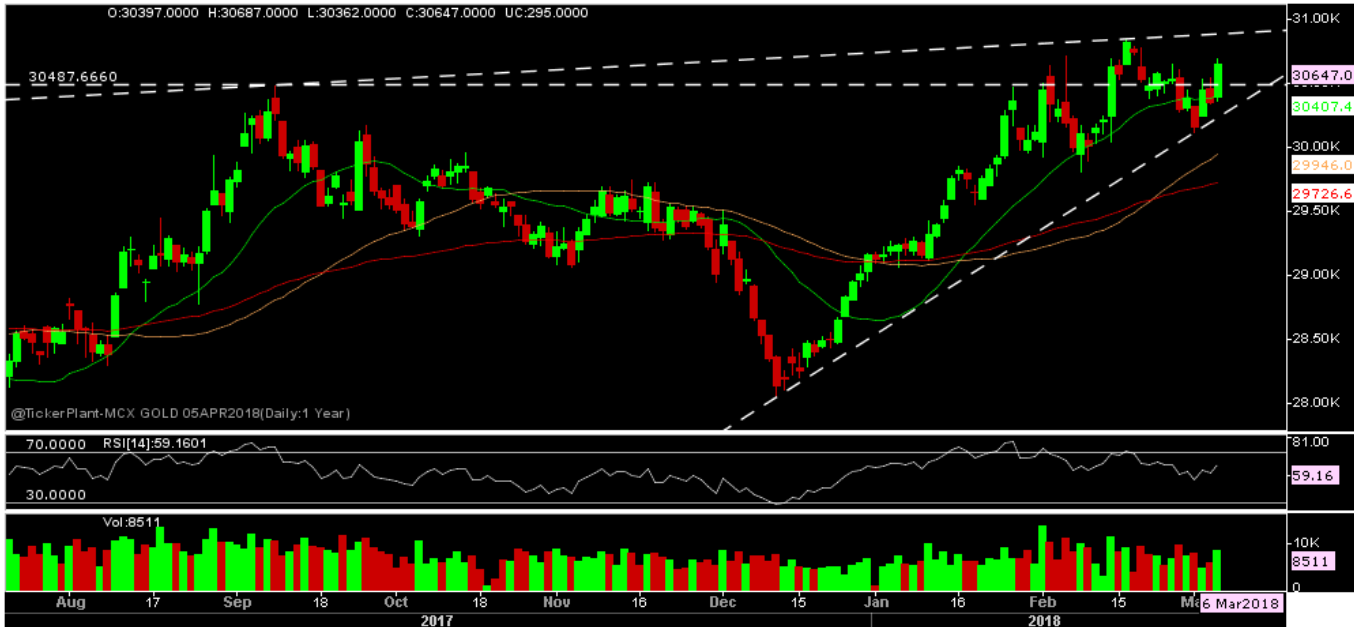 O:30397.0000 H:30687.0000 L:30362.0000 C:30647.0000 UC:295.0000
31.00K
30487.6660
30647.0
30407.4
30.00K
29946.0
29726.6
29.50K
29.00K
28.50K
28.00K
@TickerPlant-MCX GOLD 05APR2018(Daily:1 Year)
70.0000 RSI[14]:59.1601
81.00
59.16
30.0000
Vol:8511
10K
8511
0
Aug 17 Sep 18 Oct 18 Nov 16 Dec 15 Jan 16 Feb 15 6 Mar2018
2017 2018